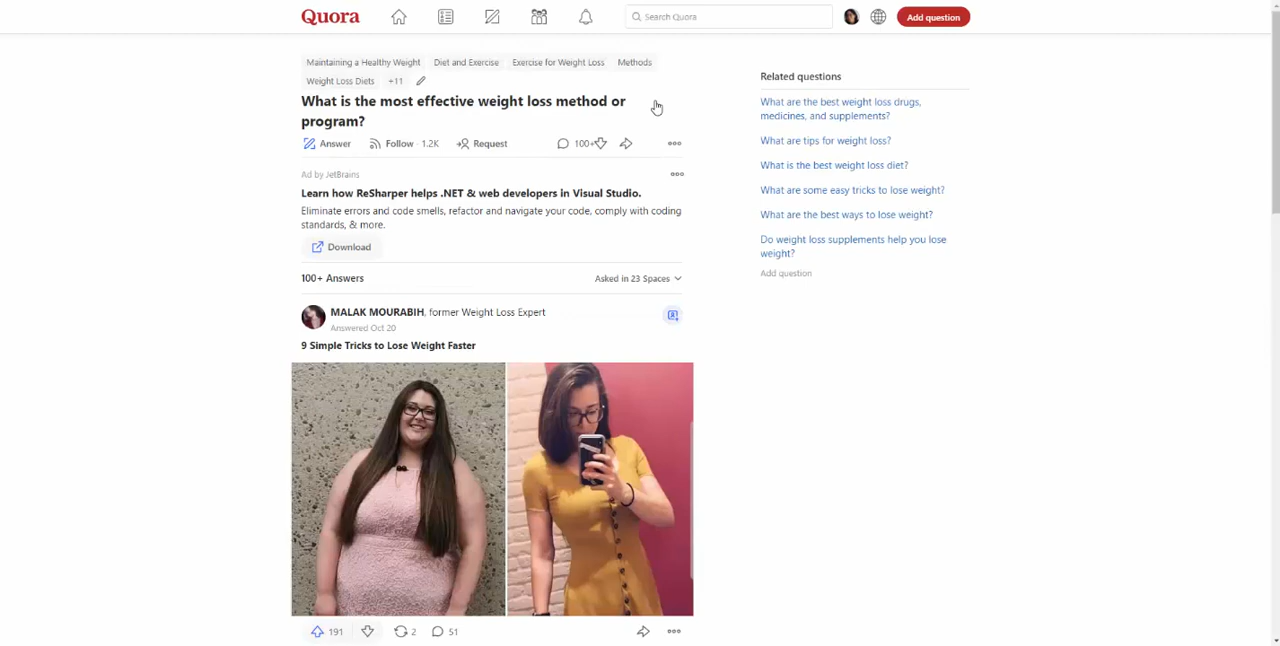 Quora
Search Quora
Add question
Maintaining a Healthy Weight Diet and Exercise Exercise for Weight Loss Methods
Weight Loss Diets +11
What is the most effective weight loss method or
program?
Answer Follow · 1.2K Request 100+
Ad by JetBrains
Learn how ReSharper helps .NET & web developers in Visual Studio.
Eliminate errors and code smells, refactor and navigate your code, comply with coding
standards, & more.
Download
100+ Answers Asked in 23 Spaces
MALAK MOURABIH, former Weight Loss Expert
Answered Oct 20
9 Simple Tricks to Lose Weight Faster
191 2 51
Related questions
What are the best weight loss drugs,
medicines, and supplements?
What are tips for weight loss?
What is the best weight loss diet?
What are some easy tricks to lose weight?
What are the best ways to lose weight?
Do weight loss supplements help you lose
weight?
Add question